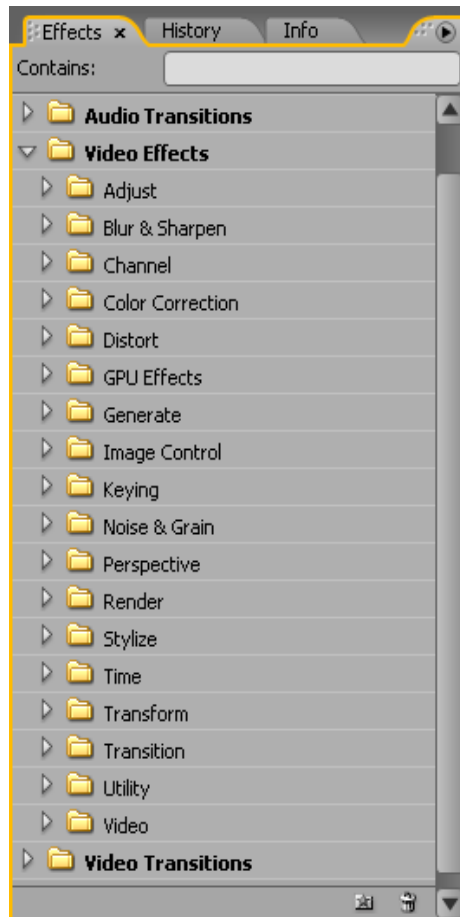 Effects x History Info
Contains:
Audio Transitions
Video Effects
Adjust
Blur & Sharpen
Channel
Color Correction
Distort
GPU Effects
Generate
Image Control
Keying
Noise & Grain
Perspective
Render
Stylize
Time
Transform
Transition
Utility
Video
Video Transitions